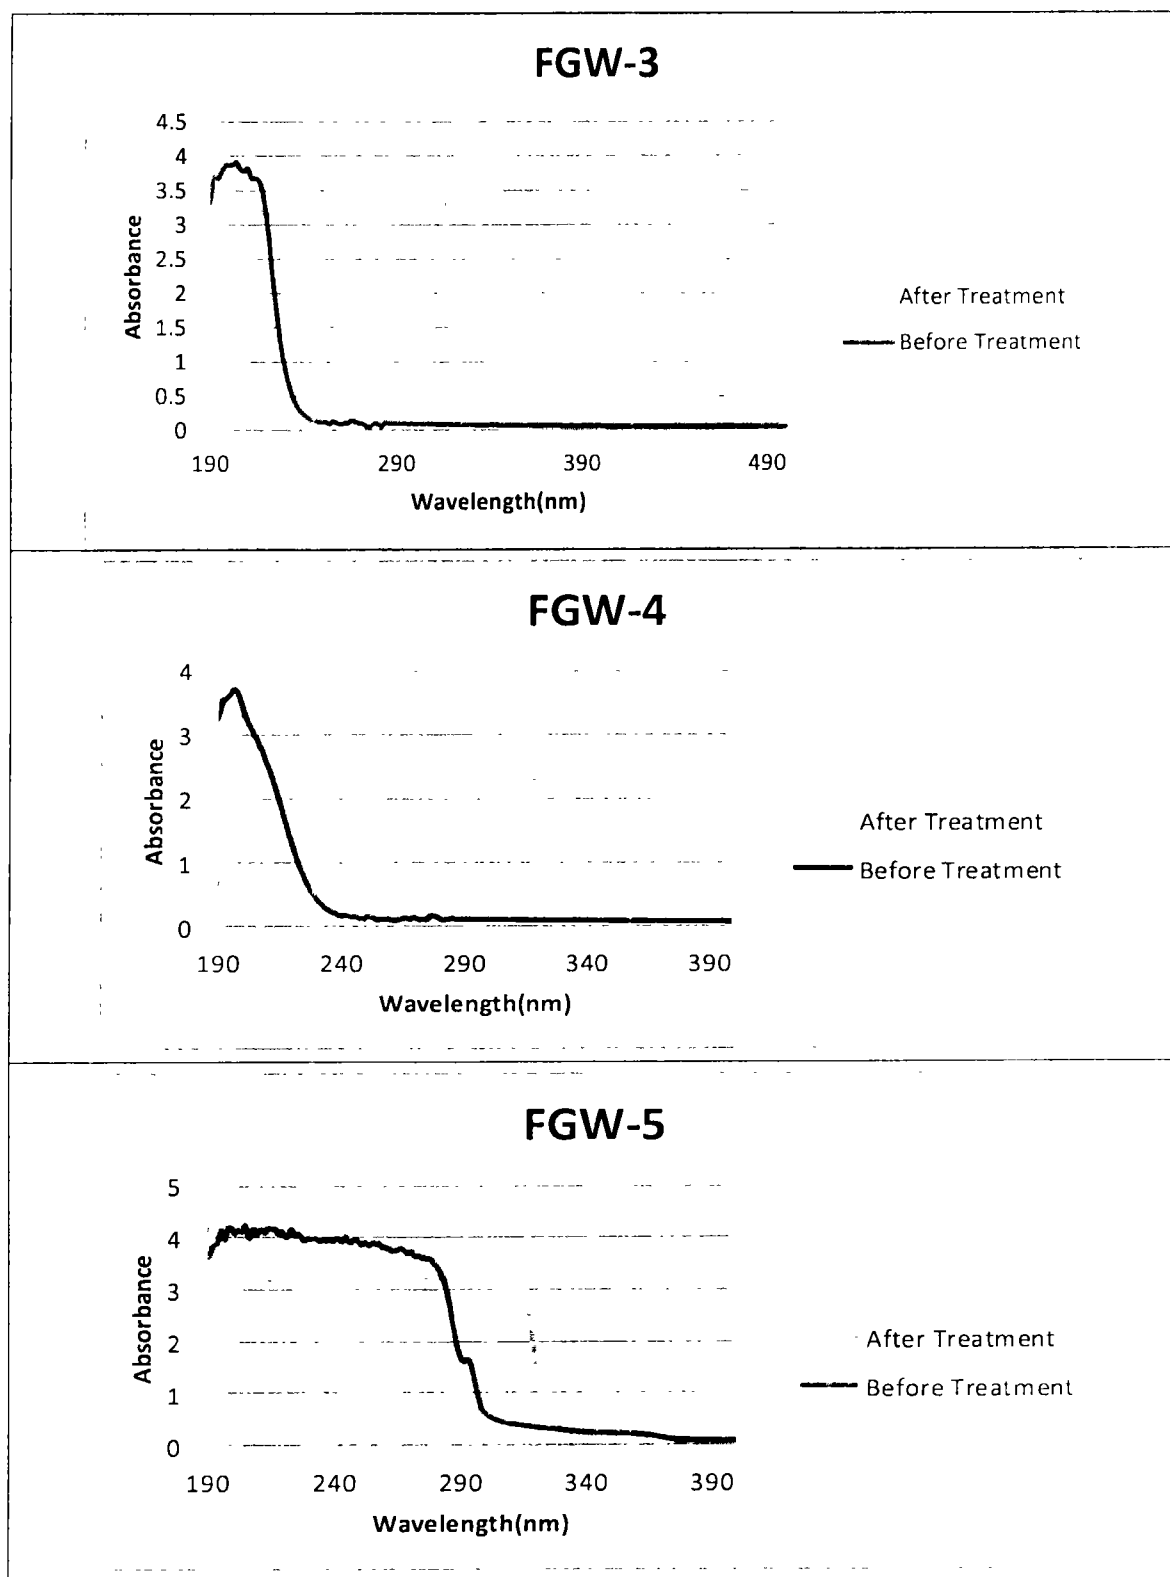 FGW-3
4.5
4
3.5
3
2.5
2
1.5
1
0.5
0
Absorbance
190 290 390 490
Wavelength(nm)
After Treatment
Before Treatment
FGW-4
4
3
2
1
0
Absorbance
190 240 290 340 390
Wavelength(nm)
After Treatment
Before Treatment
FGW-5
5
4
3
2
1
0
Absorbance
190 240 290 340 390
Wavelength(nm)
After Treatment
Before Treatment